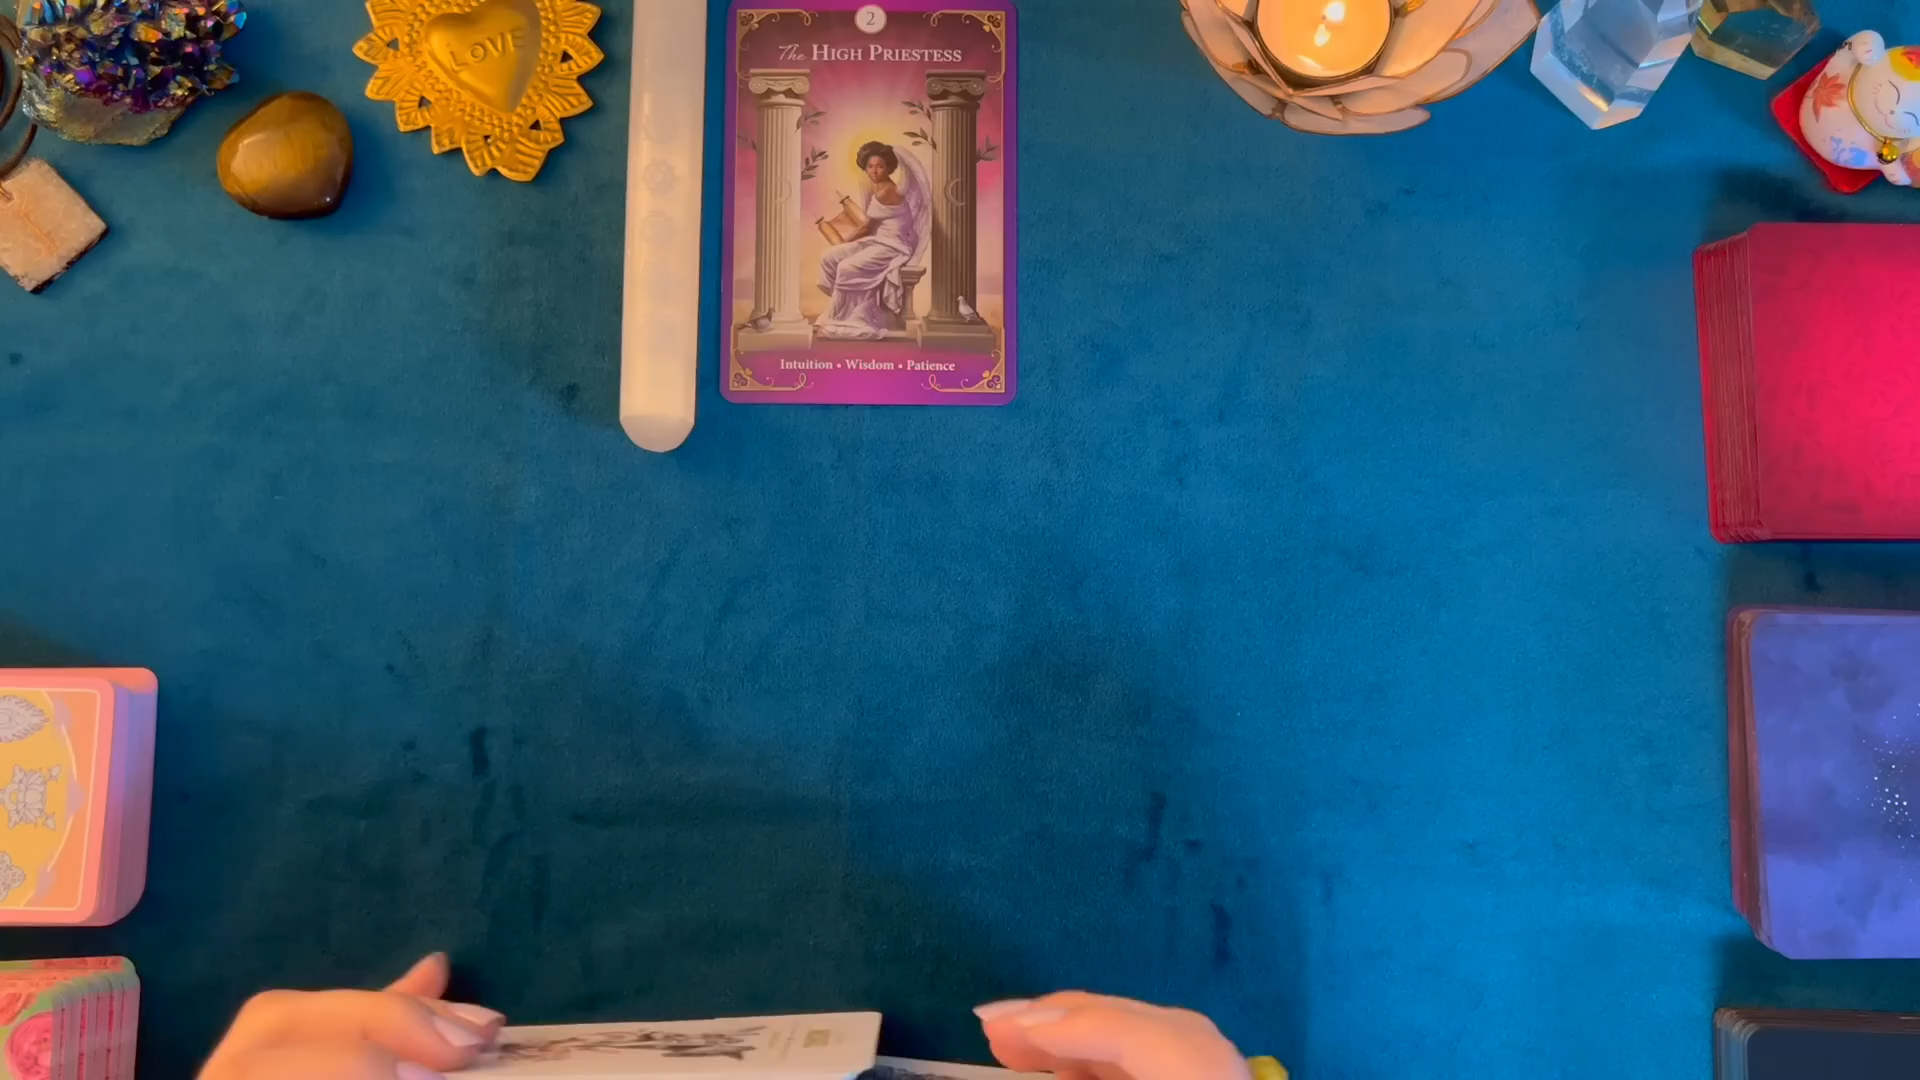 LOVE
2
The HIGH PRIESTESS
Intuition • Wisdom • Patience